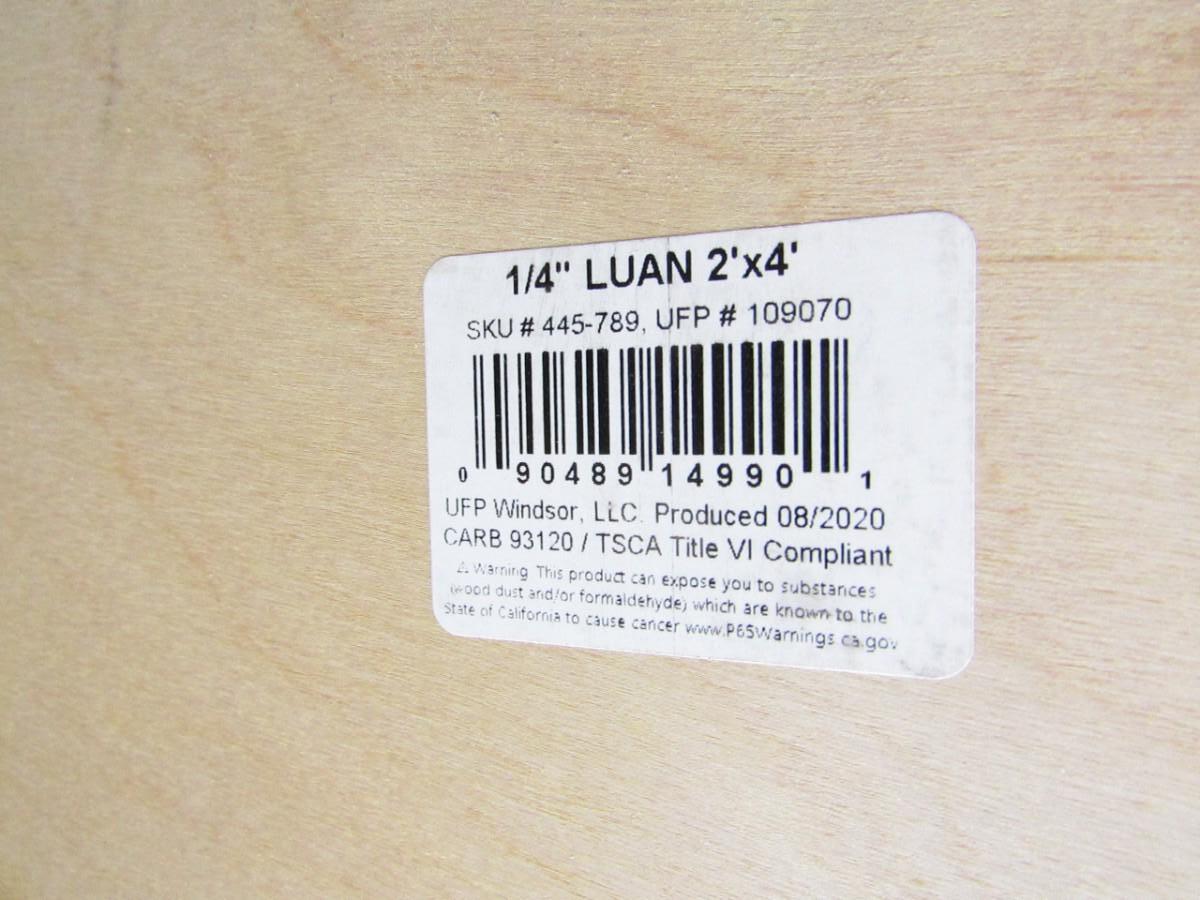 1/4" LUAN 2'x4'
SKU # 445-789, UFP # 109070
0 90489 14990 1
UFP Windsor, LLC. Produced 08/2020
CARB 93120 / TSCA Title VI Compliant
⚠ Warning This product can expose you to substances
(wood dust and/or formaldehyde) which are known to the
State of California to cause cancer www.P65Warnings.ca.gov